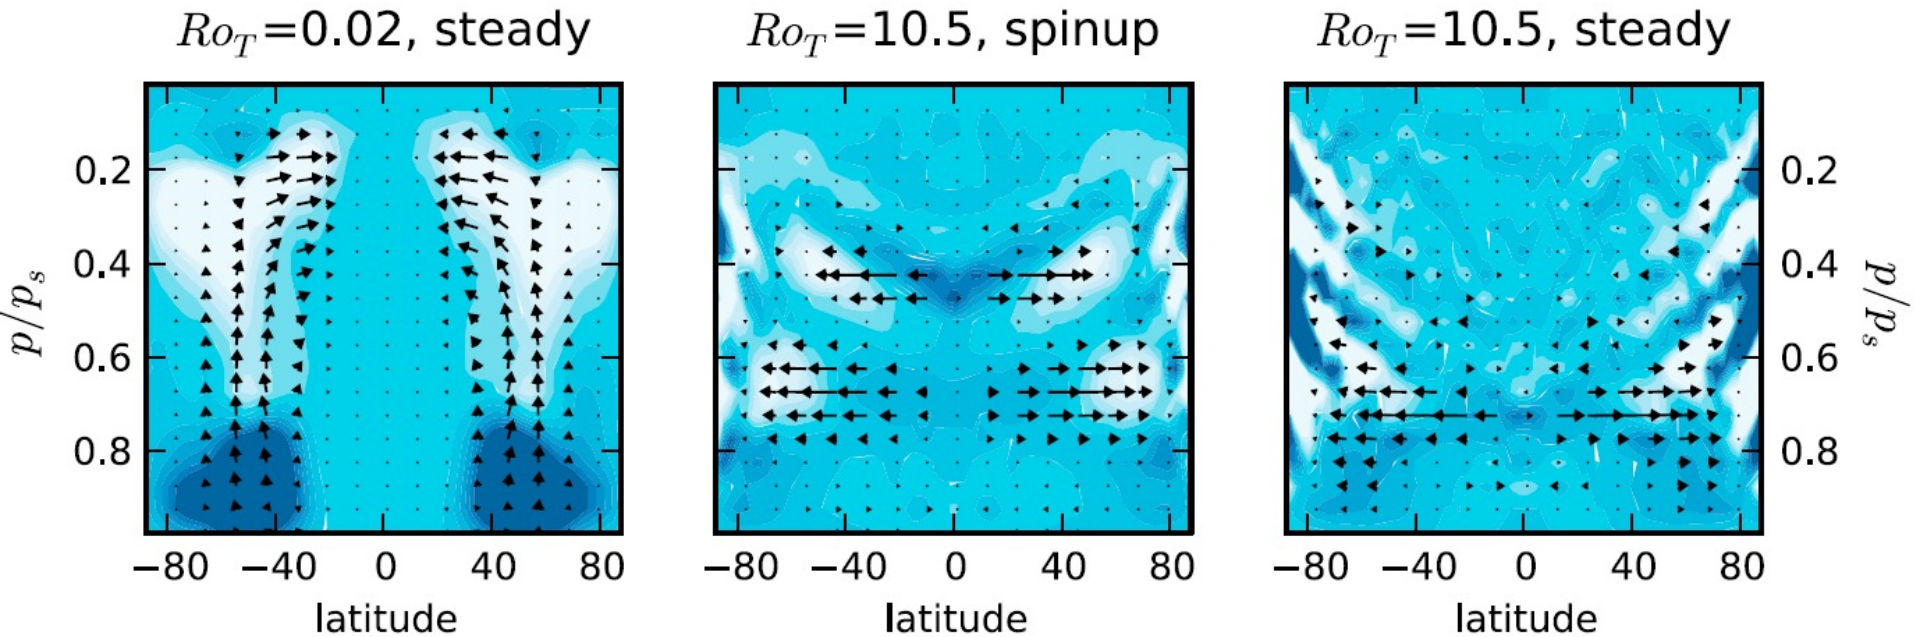 Ro_T=0.02, steady
Ro_T=10.5, spinup
Ro_T=10.5, steady
p/p_s
0.2
0.4
0.6
0.8
−80 −40 0 40 80
latitude
−80 −40 0 40 80
latitude
−80 −40 0 40 80
latitude
0.2
0.4
0.6
0.8
p/p_s